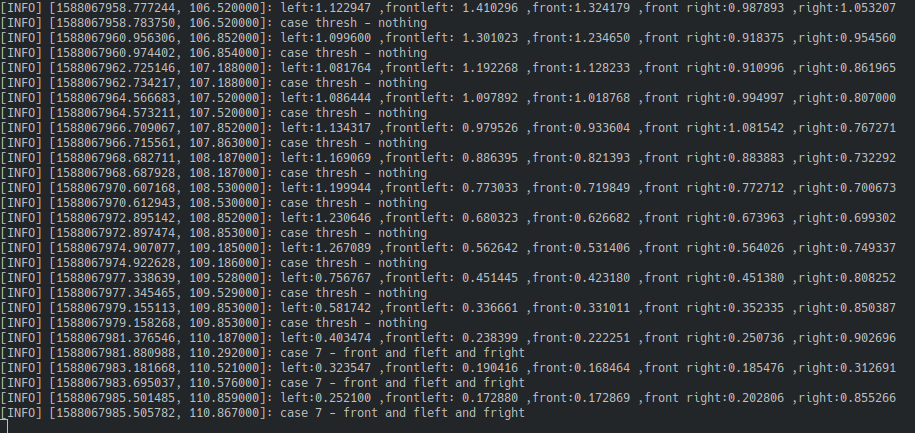 [INFO] [1588067958.777244, 106.520000]: left:1.122947 ,frontleft: 1.410296 ,front:1.324179 ,front right:0.987893 ,right:1.053207
[INFO] [1588067958.783750, 106.520000]: case thresh - nothing
[INFO] [1588067960.956306, 106.852000]: left:1.099600 ,frontleft: 1.301023 ,front:1.234650 ,front right:0.918375 ,right:0.954560
[INFO] [1588067960.974402, 106.854000]: case thresh - nothing
[INFO] [1588067962.725146, 107.188000]: left:1.081764 ,frontleft: 1.192268 ,front:1.128233 ,front right:0.910996 ,right:0.861965
[INFO] [1588067962.734217, 107.188000]: case thresh - nothing
[INFO] [1588067964.566683, 107.520000]: left:1.086444 ,frontleft: 1.097892 ,front:1.018768 ,front right:0.994997 ,right:0.807000
[INFO] [1588067964.573211, 107.520000]: case thresh - nothing
[INFO] [1588067966.709067, 107.852000]: left:1.134317 ,frontleft: 0.979526 ,front:0.933604 ,front right:1.081542 ,right:0.767271
[INFO] [1588067966.715561, 107.863000]: case thresh - nothing
[INFO] [1588067968.682711, 108.187000]: left:1.169069 ,frontleft: 0.886395 ,front:0.821393 ,front right:0.883883 ,right:0.732292
[INFO] [1588067968.687928, 108.187000]: case thresh - nothing
[INFO] [1588067970.607168, 108.530000]: left:1.199944 ,frontleft: 0.773033 ,front:0.719849 ,front right:0.772712 ,right:0.700673
[INFO] [1588067970.612943, 108.530000]: case thresh - nothing
[INFO] [1588067972.895142, 108.852000]: left:1.230646 ,frontleft: 0.680323 ,front:0.626682 ,front right:0.673963 ,right:0.699302
[INFO] [1588067972.897474, 108.853000]: case thresh - nothing
[INFO] [1588067974.907077, 109.185000]: left:1.267089 ,frontleft: 0.562642 ,front:0.531406 ,front right:0.564026 ,right:0.749337
[INFO] [1588067974.922628, 109.186000]: case thresh - nothing
[INFO] [1588067977.338639, 109.528000]: left:0.756767 ,frontleft: 0.451445 ,front:0.423180 ,front right:0.451380 ,right:0.808252
[INFO] [1588067977.345465, 109.529000]: case thresh - nothing
[INFO] [1588067979.155113, 109.853000]: left:0.581742 ,frontleft: 0.336661 ,front:0.331011 ,front right:0.352335 ,right:0.850387
[INFO] [1588067979.158268, 109.853000]: case thresh - nothing
[INFO] [1588067981.376546, 110.187000]: left:0.403474 ,frontleft: 0.238399 ,front:0.222251 ,front right:0.250736 ,right:0.902696
[INFO] [1588067981.880988, 110.292000]: case 7 - front and fleft and fright
[INFO] [1588067983.181668, 110.521000]: left:0.323547 ,frontleft: 0.190416 ,front:0.168464 ,front right:0.185476 ,right:0.312691
[INFO] [1588067983.695037, 110.576000]: case 7 - front and fleft and fright
[INFO] [1588067985.501485, 110.859000]: left:0.252100 ,frontleft: 0.172880 ,front:0.172869 ,front right:0.202806 ,right:0.855266
[INFO] [1588067985.505782, 110.867000]: case 7 - front and fleft and fright